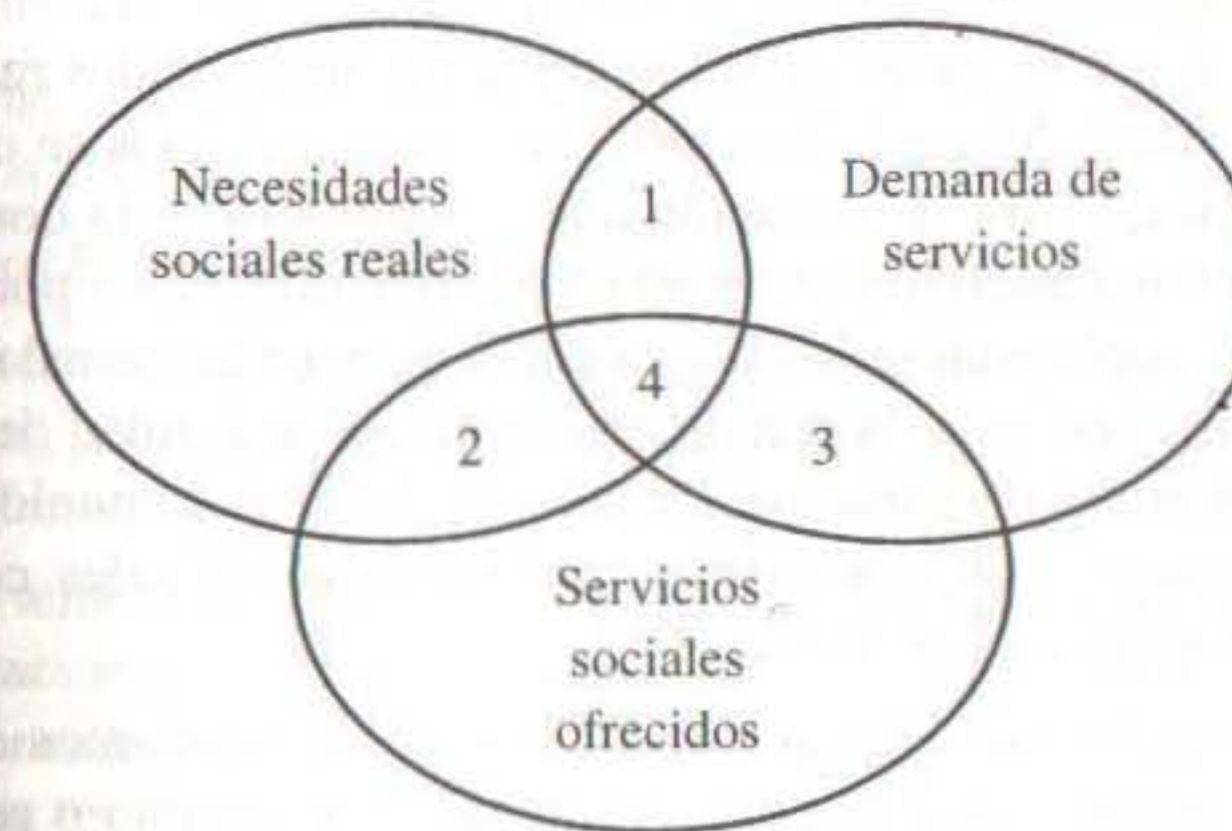 Necesidades
sociales reales
1
Demanda de
servicios
4
2
3
Servicios
sociales
ofrecidos